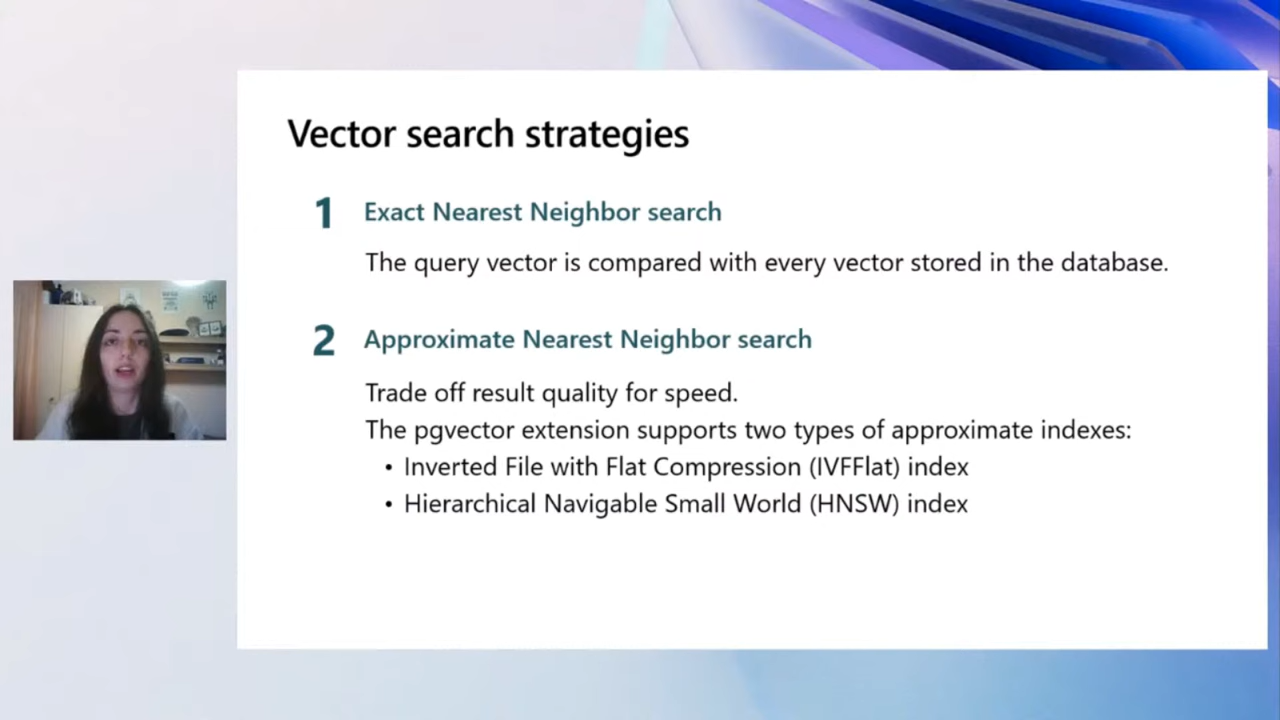 Vector search strategies
1 Exact Nearest Neighbor search
The query vector is compared with every vector stored in the database.
2 Approximate Nearest Neighbor search
Trade off result quality for speed.
The pgvector extension supports two types of approximate indexes:
• Inverted File with Flat Compression (IVFFlat) index
• Hierarchical Navigable Small World (HNSW) index